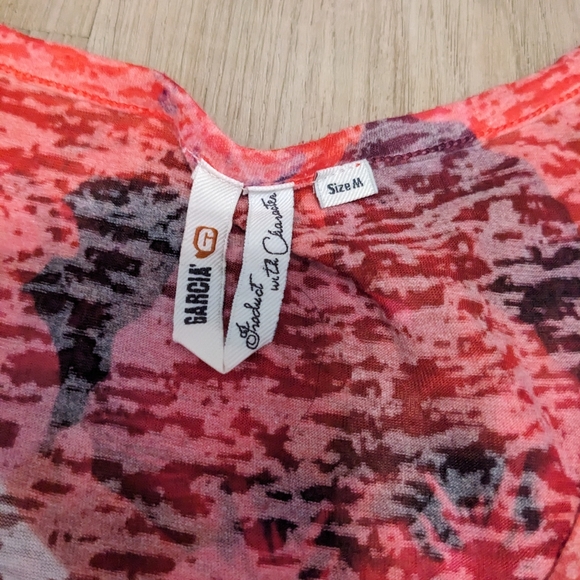 GARCIA
G
Product
with Character
Size M